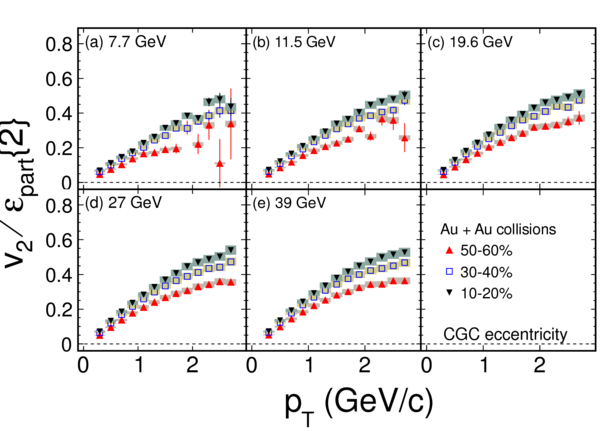 (a) 7.7 GeV
(b) 11.5 GeV
(c) 19.6 GeV
0.8
0.6
0.4
0.2
0
(d) 27 GeV
(e) 39 GeV
0.8
0.6
0.4
0.2
0
Au + Au collisions
50-60%
30-40%
10-20%
CGC eccentricity
0 1 2 0 1 2 0 1 2
v₂/ εpart{2}
pT (GeV/c)